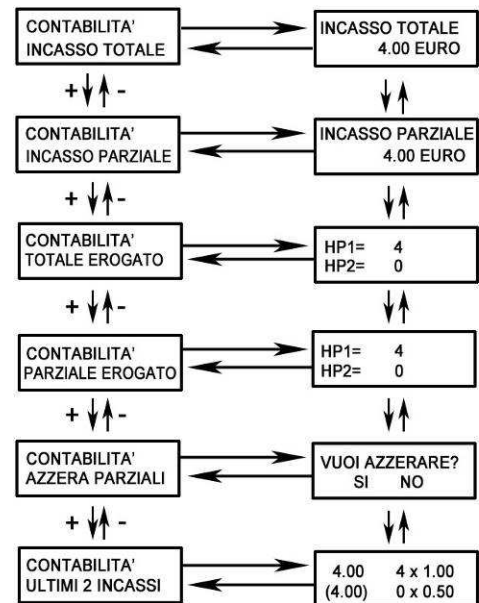 CONTABILITA'
INCASSO TOTALE
INCASSO TOTALE
4.00 EURO
+ -
CONTABILITA'
INCASSO PARZIALE
INCASSO PARZIALE
4.00 EURO
+ -
CONTABILITA'
TOTALE EROGATO
HP1= 4
HP2= 0
+ -
CONTABILITA'
PARZIALE EROGATO
HP1= 4
HP2= 0
+ -
CONTABILITA'
AZZERA PARZIALI
VUOI AZZERARE?
SI NO
+ -
CONTABILITA'
ULTIMI 2 INCASSI
4.00 4 x 1.00
(4.00) 0 x 0.50